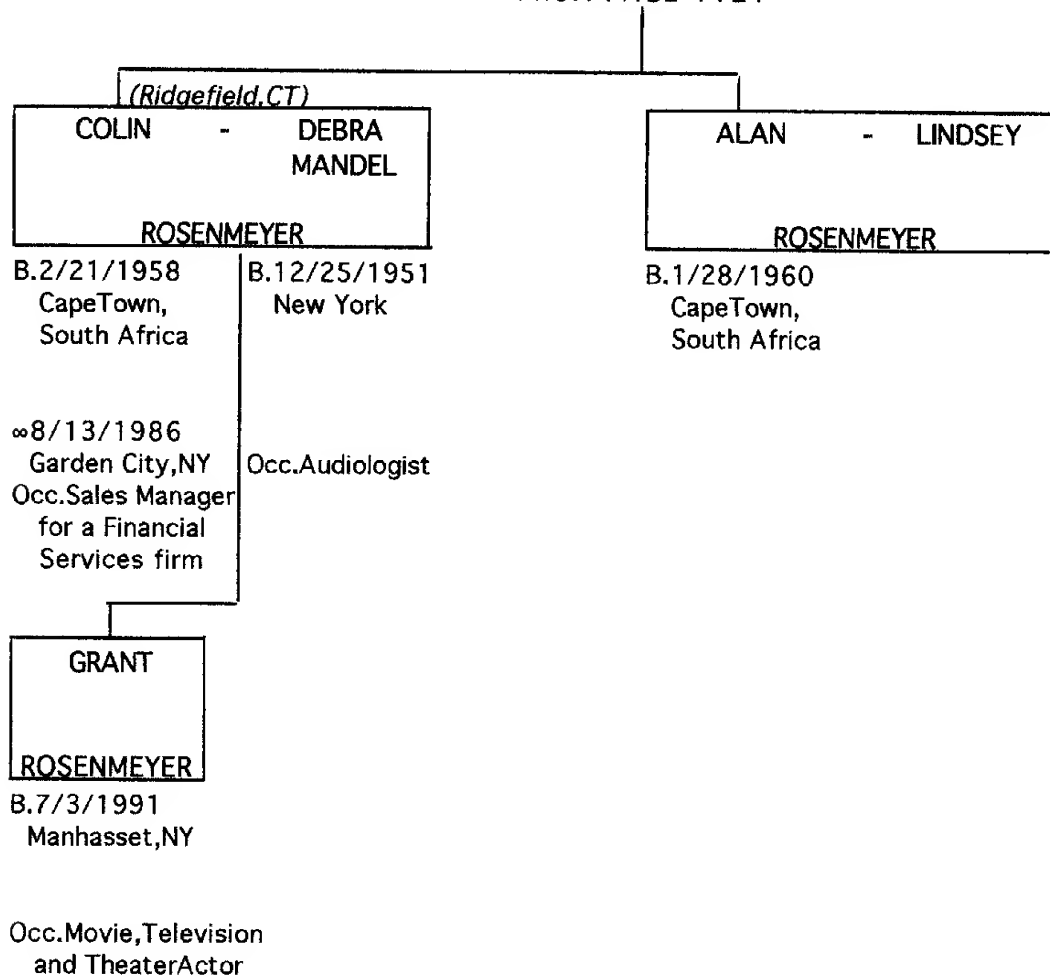 (Ridgefield,CT)
COLIN - DEBRA
MANDEL
ROSENMEYER
B.2/21/1958
CapeTown,
South Africa
B.12/25/1951
New York
∞8/13/1986
Garden City,NY
Occ.Sales Manager
for a Financial
Services firm
Occ.Audiologist
ALAN - LINDSEY
ROSENMEYER
B.1/28/1960
CapeTown,
South Africa
GRANT
ROSENMEYER
B.7/3/1991
Manhasset,NY
Occ.Movie,Television
and TheaterActor